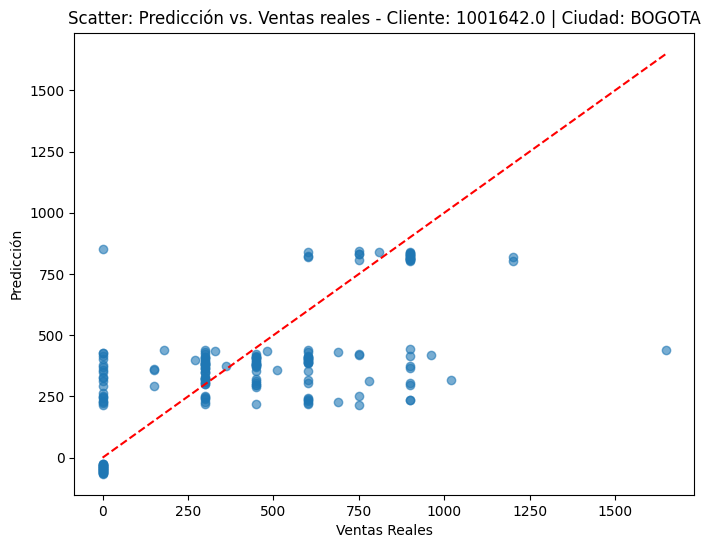 Scatter: Predicción vs. Ventas reales - Cliente: 1001642.0 | Ciudad: BOGOTA
1500
1250
1000
750
500
250
0
Predicción
0 250 500 750 1000 1250 1500
Ventas Reales